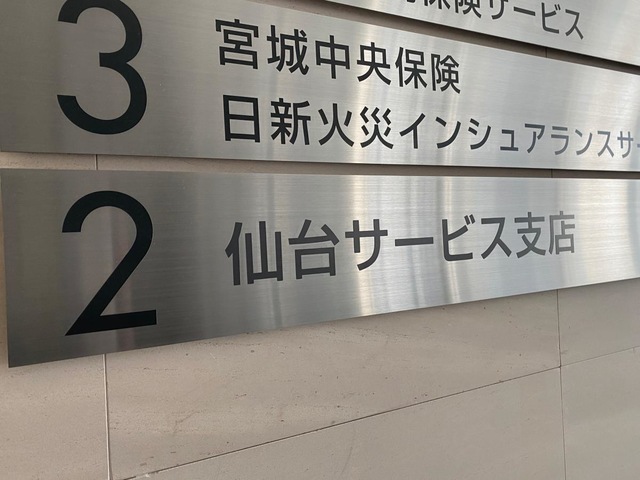 保険サービス
3
宮城中央保険
日新火災インシュアランスサー
2
仙台サービス支店